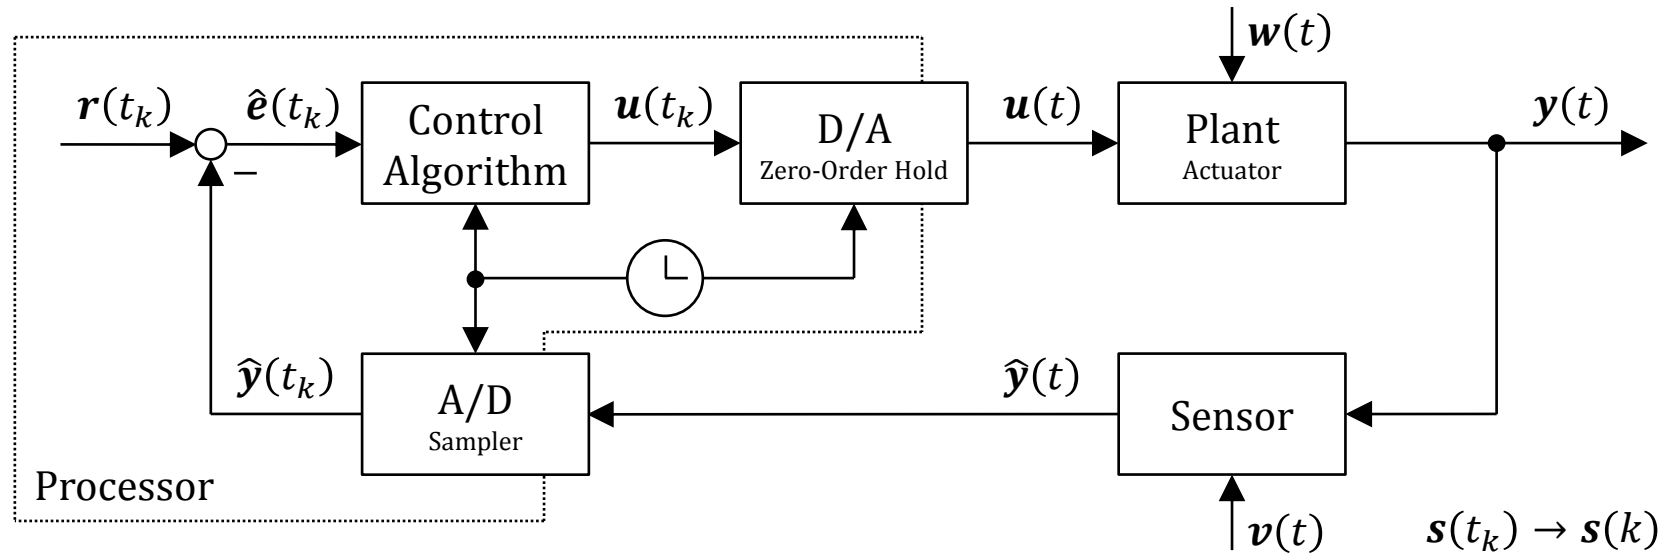 w(t)
r(t_k)
ê(t_k)
Control
Algorithm
u(t_k)
D/A
Zero-Order Hold
u(t)
Plant
Actuator
y(t)
−
ŷ(t_k)
A/D
Sampler
ŷ(t)
Sensor
Processor
v(t)
s(t_k) → s(k)